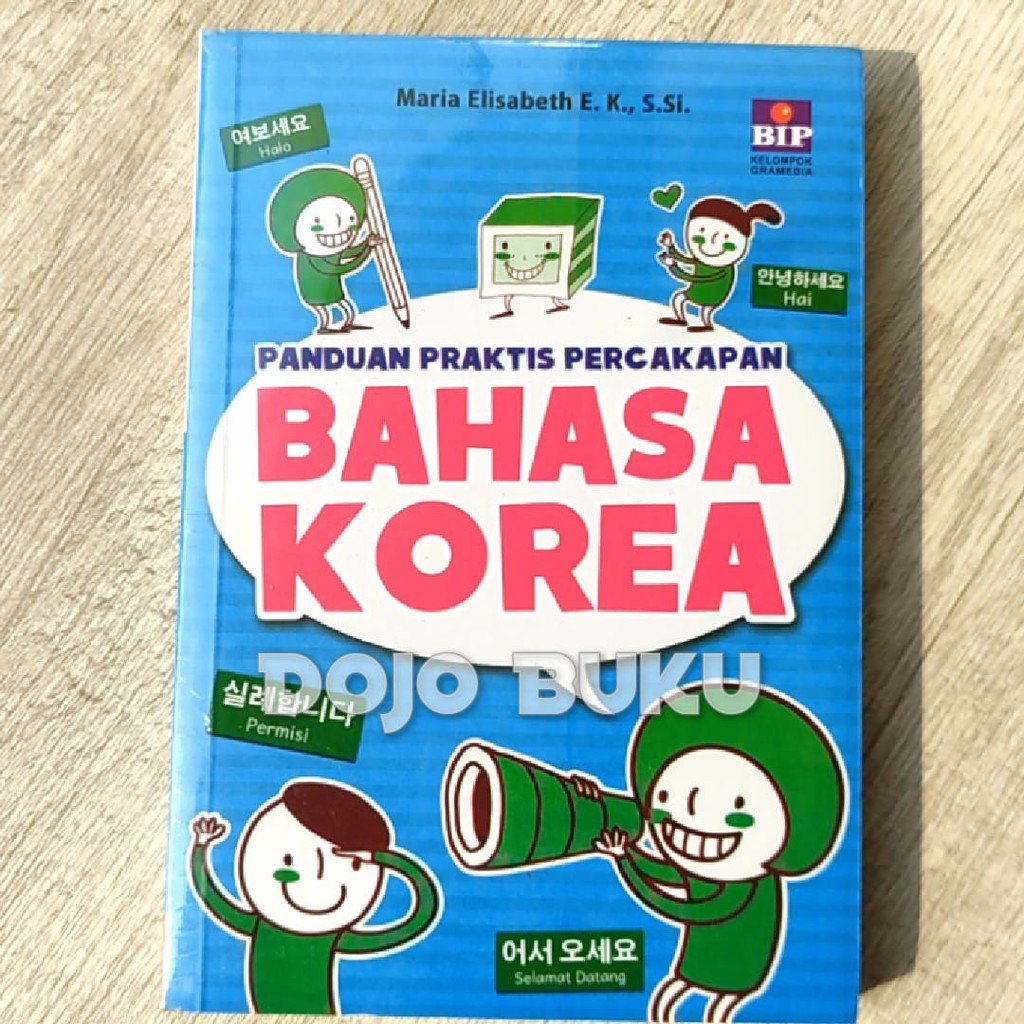 Maria Elisabeth E. K., S.Si.
BIP
KELOMPOK
GRAMEDIA
여보세요
Halo
안녕하세요
Hai
PANDUAN PRAKTIS PERCAKAPAN
BAHASA
KOREA
DOJO BUKU
실례합니다
Permisi
어서 오세요
Selamat Datang